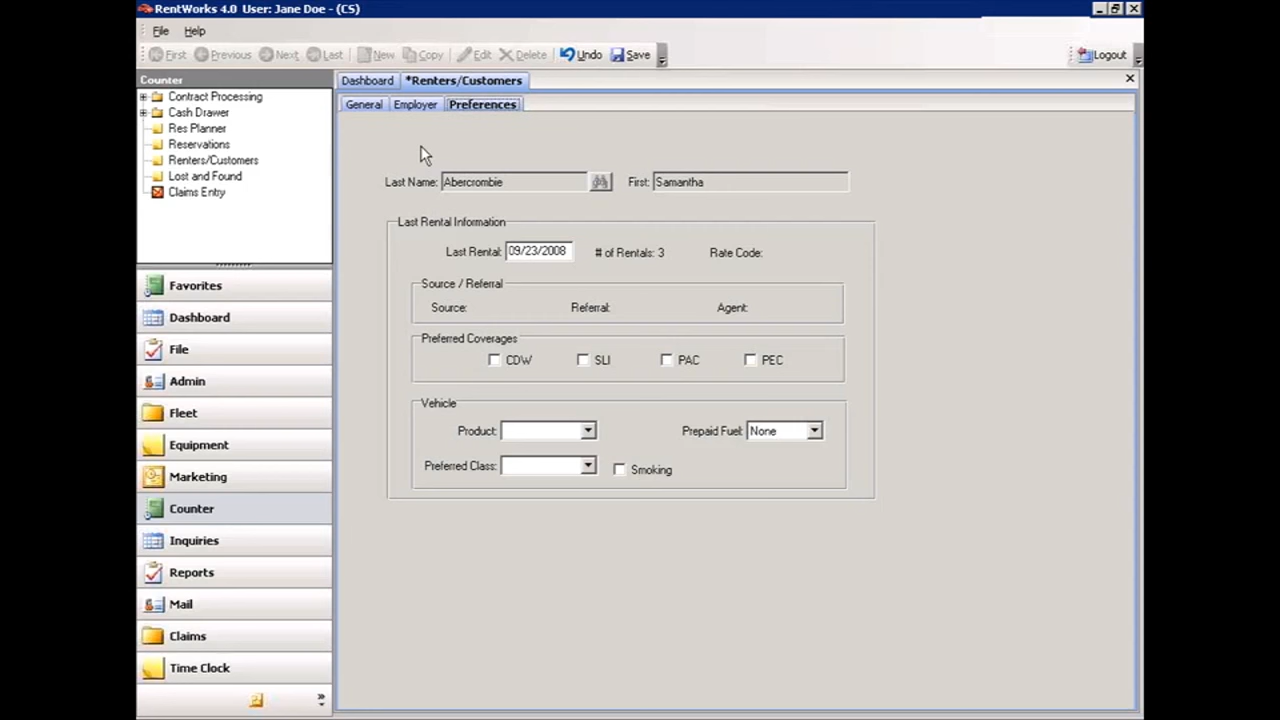 RentWorks 4.0 User: Jane Doe - (CS)
File Help
First Previous Next Last New Copy Edit Delete Undo Save Logout
Counter
Contract Processing
Cash Drawer
Res Planner
Reservations
Renters/Customers
Lost and Found
Claims Entry
Favorites
Dashboard
File
Admin
Fleet
Equipment
Marketing
Counter
Inquiries
Reports
Mail
Claims
Time Clock
Dashboard *Renters/Customers
General Employer Preferences
Last Name: Abercrombie First: Samantha
Last Rental Information
Last Rental: 09/23/2008 # of Rentals: 3 Rate Code:
Source / Referral
Source: Referral: Agent:
Preferred Coverages
CDW SLI PAC PEC
Vehicle
Product: Prepaid Fuel: None
Preferred Class: Smoking